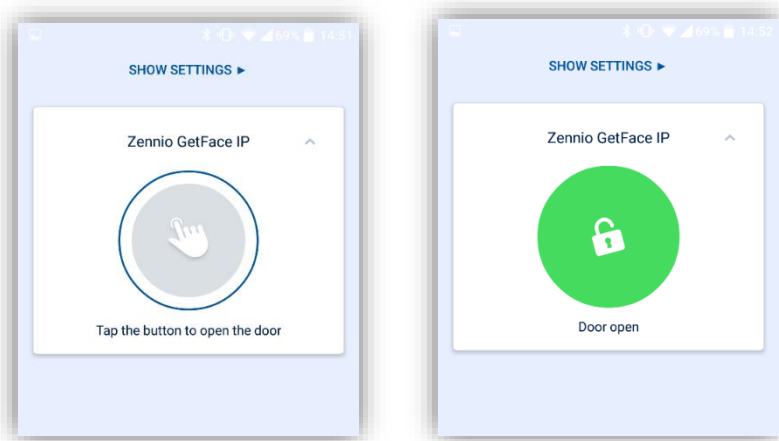 69% 14:51
SHOW SETTINGS ►
Zennio GetFace IP
Tap the button to open the door
69% 14:52
SHOW SETTINGS ►
Zennio GetFace IP
Door open